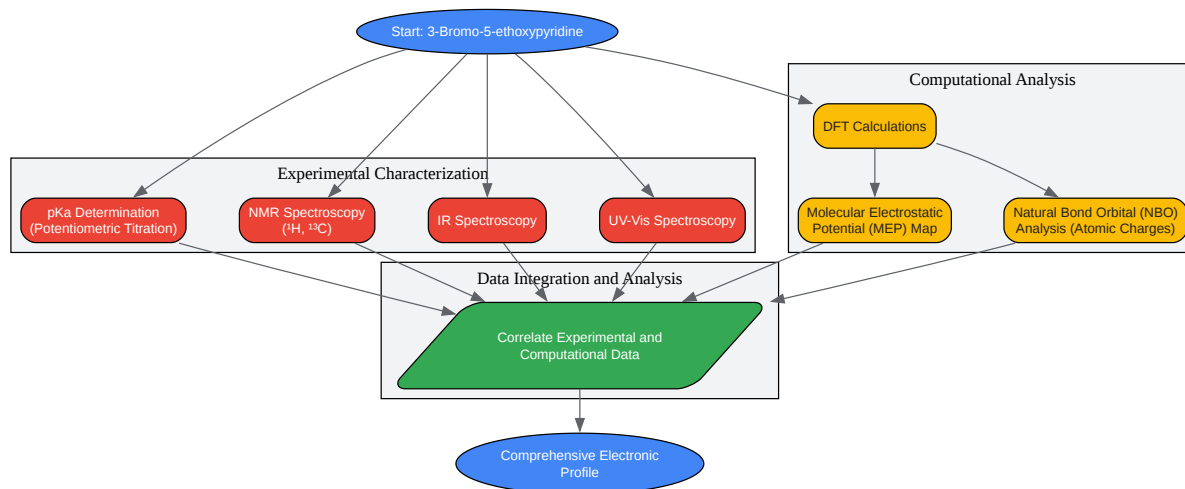 Start: 3-Bromo-5-ethoxypyridine
Computational Analysis
DFT Calculations
Experimental Characterization
pKa Determination
(Potentiometric Titration)
NMR Spectroscopy
(¹H, ¹³C)
IR Spectroscopy
UV-Vis Spectroscopy
Molecular Electrostatic
Potential (MEP) Map
Natural Bond Orbital (NBO)
Analysis (Atomic Charges)
Data Integration and Analysis
Correlate Experimental and
Computational Data
Comprehensive Electronic
Profile